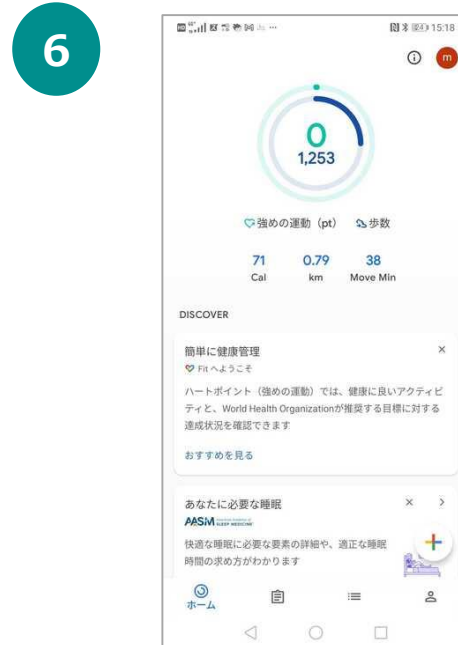 6
15:18
m
0
1,253
強めの運動（pt） 歩数
71 0.79 38
Cal km Move Min
DISCOVER
簡単に健康管理
Fit へようこそ
ハートポイント（強めの運動）では、健康に良いアクティビ
ティと、World Health Organizationが推奨する目標に対する
達成状況を確認できます
おすすめを見る
あなたに必要な睡眠
AASM
快適な睡眠に必要な要素の詳細や、適正な睡眠
時間の求め方がわかります
ホーム